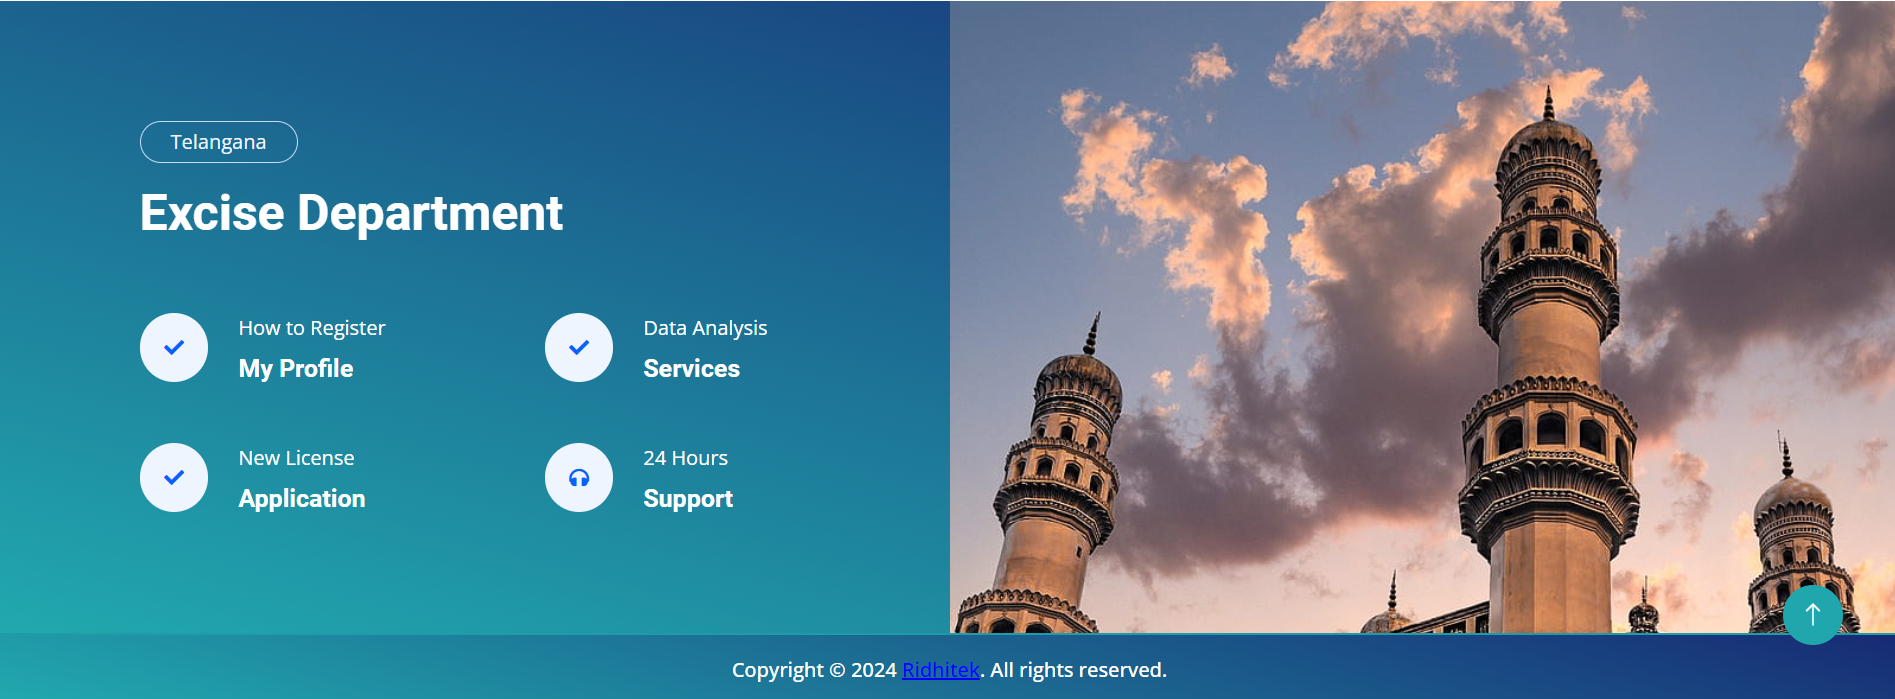 Telangana
Excise Department
How to Register
My Profile
Data Analysis
Services
New License
Application
24 Hours
Support
Copyright © 2024 Ridhitek. All rights reserved.